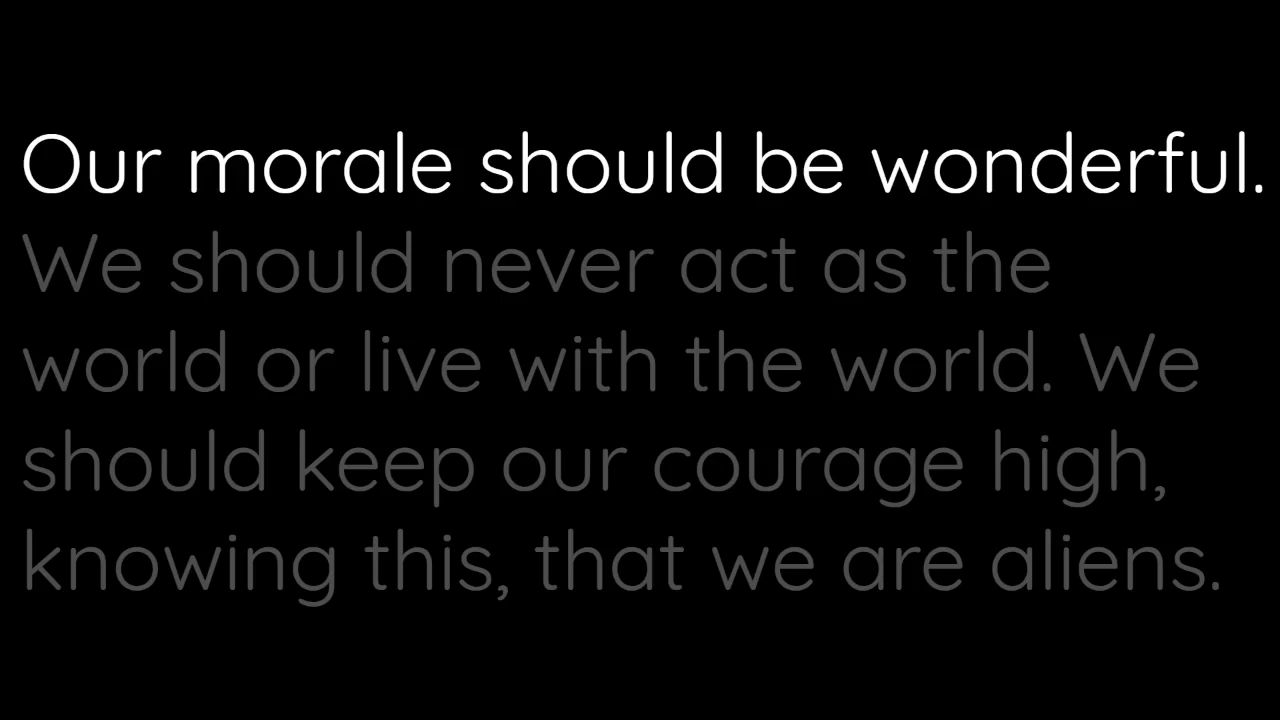 Our morale should be wonderful.
We should never act as the
world or live with the world. We
should keep our courage high,
knowing this, that we are aliens.